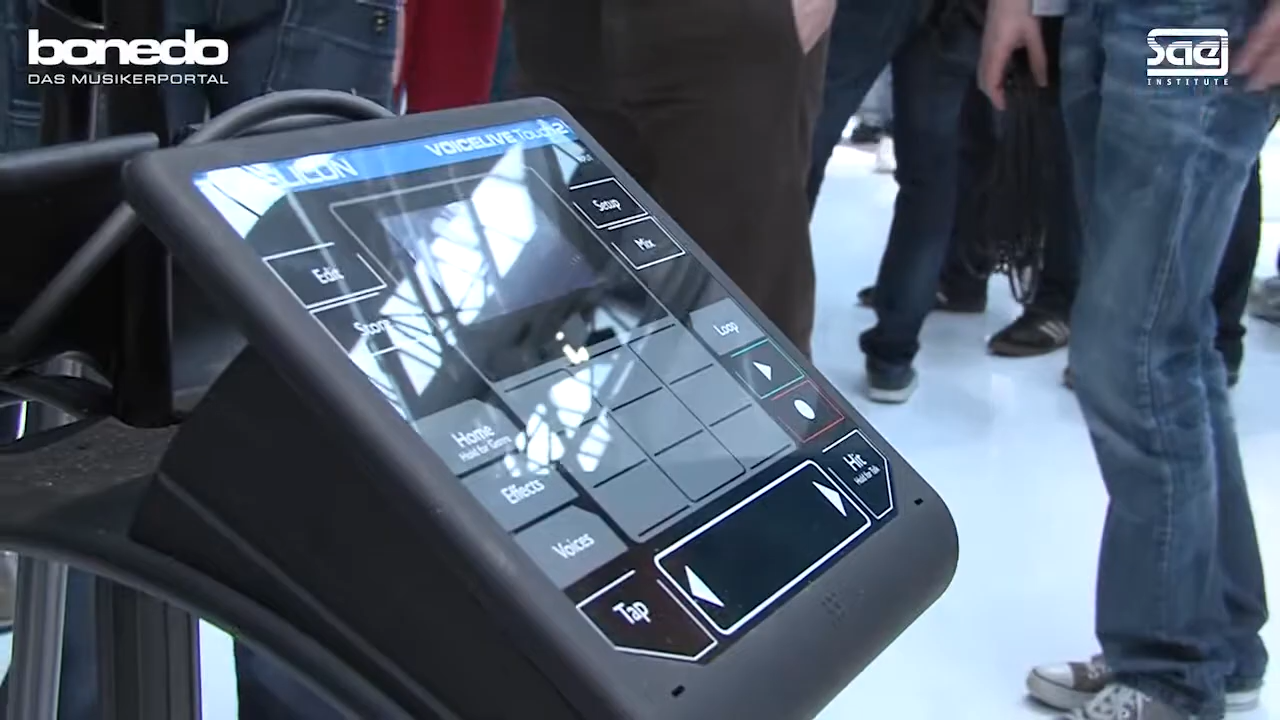 bonedo
DAS MUSIKERPORTAL
sae
INSTITUTE
VOICELIVE Touch 2
Setup
Mix
Edit
Store
Loop
Home
Hold for Genre
Effects
Voices
Hit
Hold for Talk
Tap